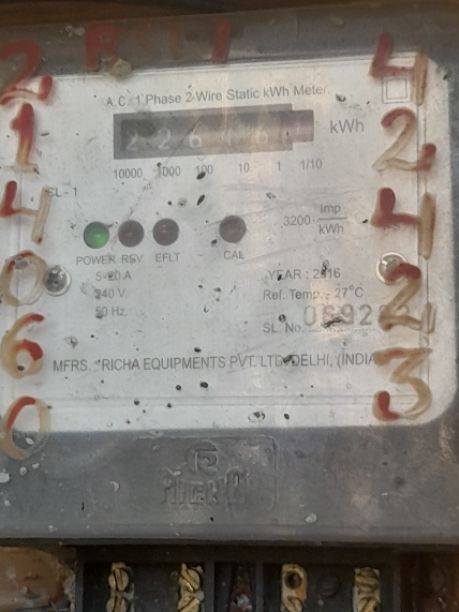 A.C. 1 Phase 2 Wire Static kWh Meter
kWh
10000 1000 100 10 1 1/10
SL - 1
3200 imp
kWh
POWER REV. EFLT CAL
5-20 A
240 V
50 Hz
YEAR : 2016
Ref. Temp. 27°C
SL. No. 0692
MFRS. RICHA EQUIPMENTS PVT. LTD. DELHI, (INDIA
2
1
4
0
6
0
4
2
4
2
3